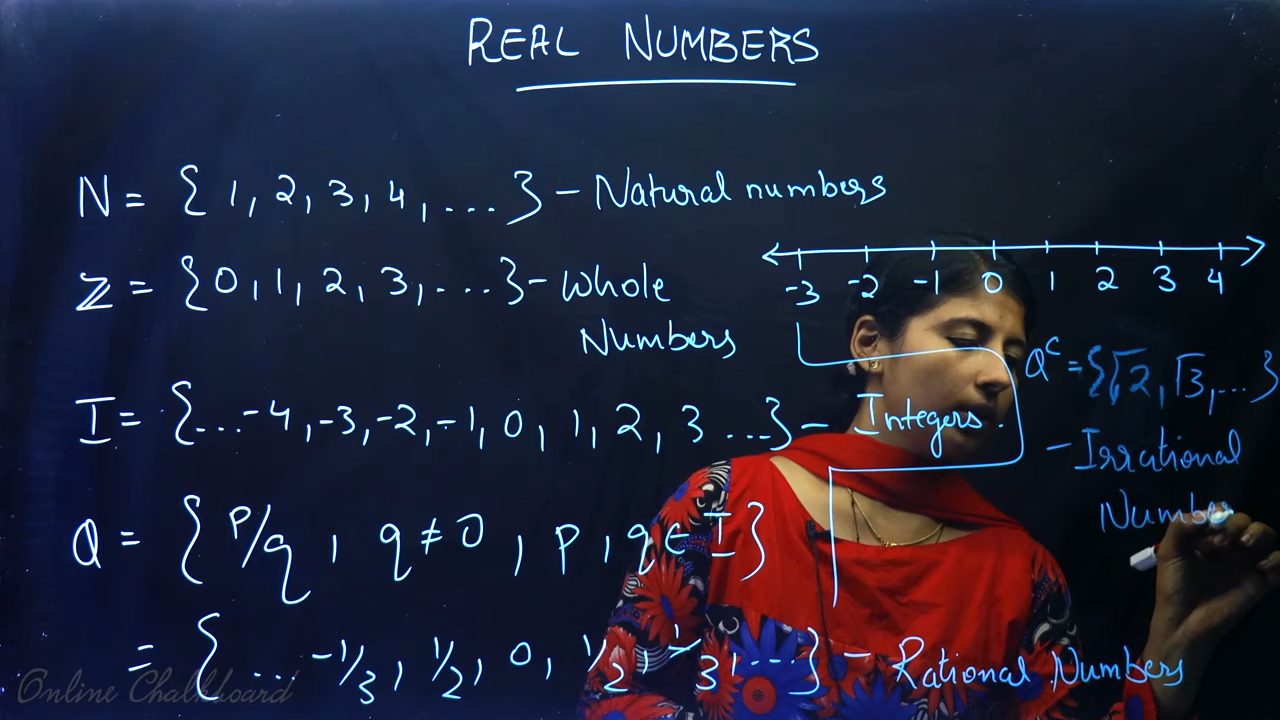 REAL NUMBERS
N = { 1, 2, 3, 4, .... } - Natural numbers
Z = { 0, 1, 2, 3, .... } - Whole
Numbers
-3 -2 -1 0 1 2 3 4
Qᶜ = {√2, √3, ... }
- Irrational
Number
I = { ... -4, -3, -2, -1, 0, 1, 2, 3 ... } - Integers.
Q = { p/q, q ≠ 0, p, q ∈ I }
= { ... -1/3, 1/2, 0, 1/2, 1/3, .... } - Rational Numbers
Online Chalkboard